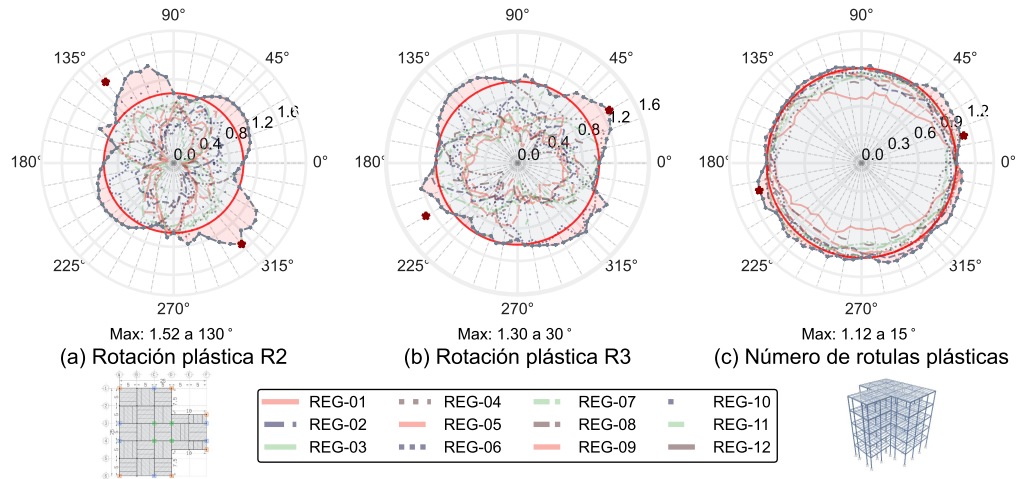 90° 90° 90°
135° 45° 135° 45° 135° 45°
1.6 1.6 1.2
1.2 1.2 0.9
0.8 0.8 0.6
0.4 0.4 0.3
0.0 0.0 0.0
180° 0° 180° 0° 180° 0°
225° 315° 225° 315° 225° 315°
270° 270° 270°
Max: 1.52 a 130 ° Max: 1.30 a 30 ° Max: 1.12 a 15 °
(a) Rotación plástica R2 (b) Rotación plástica R3 (c) Número de rotulas plásticas
REG-01 REG-04 REG-07 REG-10
REG-02 REG-05 REG-08 REG-11
REG-03 REG-06 REG-09 REG-12